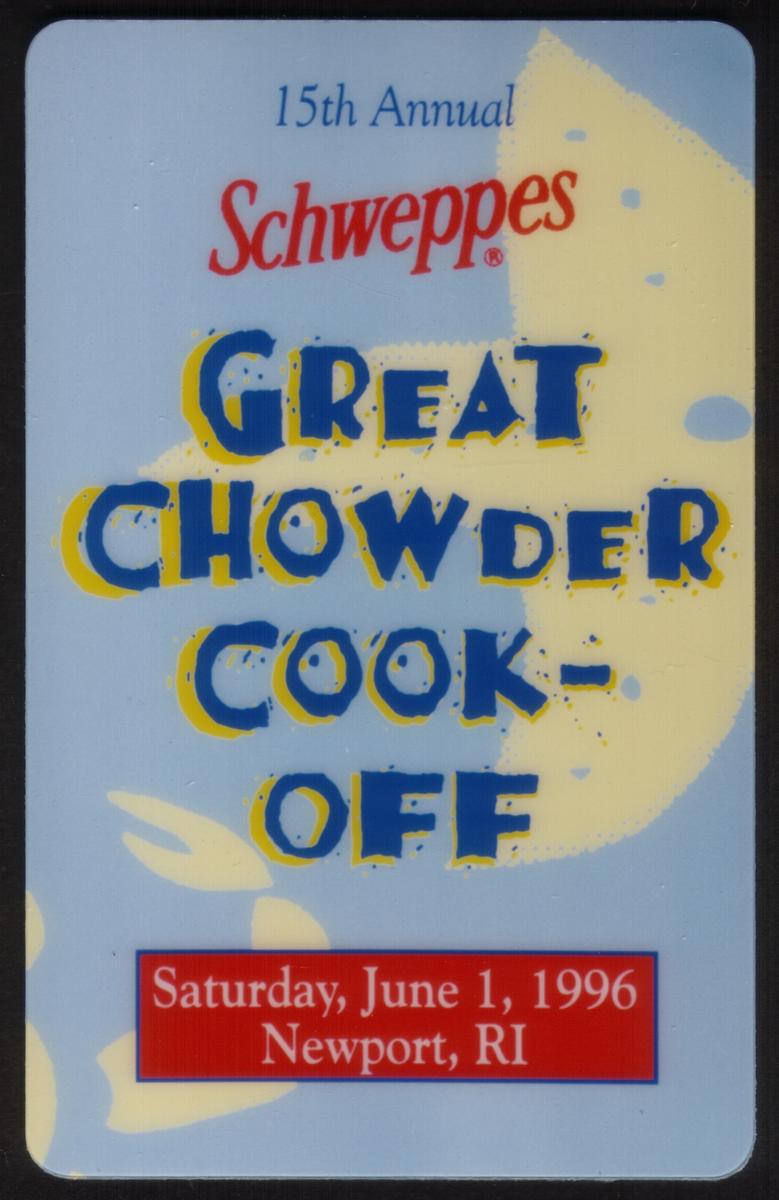 15th Annual
Schweppes®
GREAT
CHOWDER
COOK-
OFF
Saturday, June 1, 1996
Newport, RI